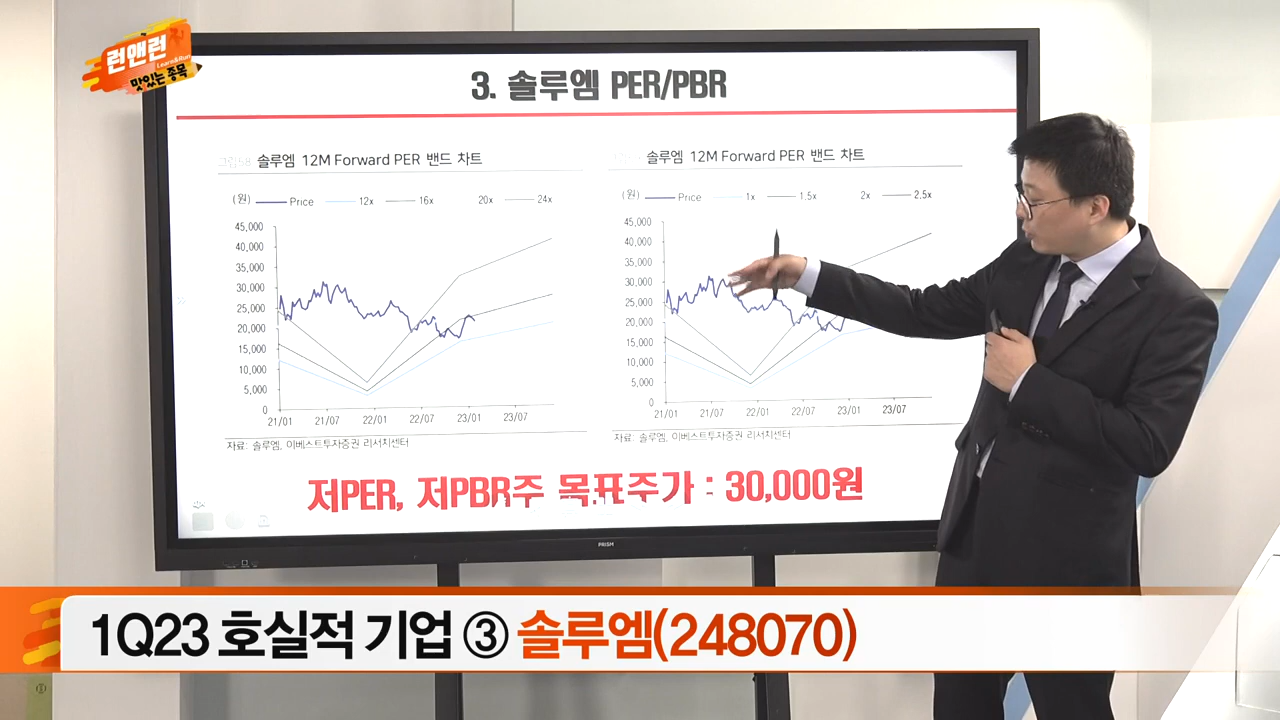 런앤런
Learn&Run
맛있는 종목
3. 솔루엠 PER/PBR
그림58 솔루엠 12M Forward PER 밴드 차트
(원) Price 12x 16x 20x 24x
45,000
40,000
35,000
30,000
25,000
20,000
15,000
10,000
5,000
0
21/01 21/07 22/01 22/07 23/01 23/07
자료: 솔루엠, 이베스트투자증권 리서치센터
솔루엠 12M Forward PER 밴드 차트
(원) Price 1x 1.5x 2x 2.5x
45,000
40,000
35,000
30,000
25,000
20,000
15,000
10,000
5,000
0
21/01 21/07 22/01 22/07 23/01 23/07
자료: 솔루엠, 이베스트투자증권 리서치센터
저PER, 저PBR주 목표주가 : 30,000원
PRISM
1Q23 호실적 기업 ③ 솔루엠(248070)